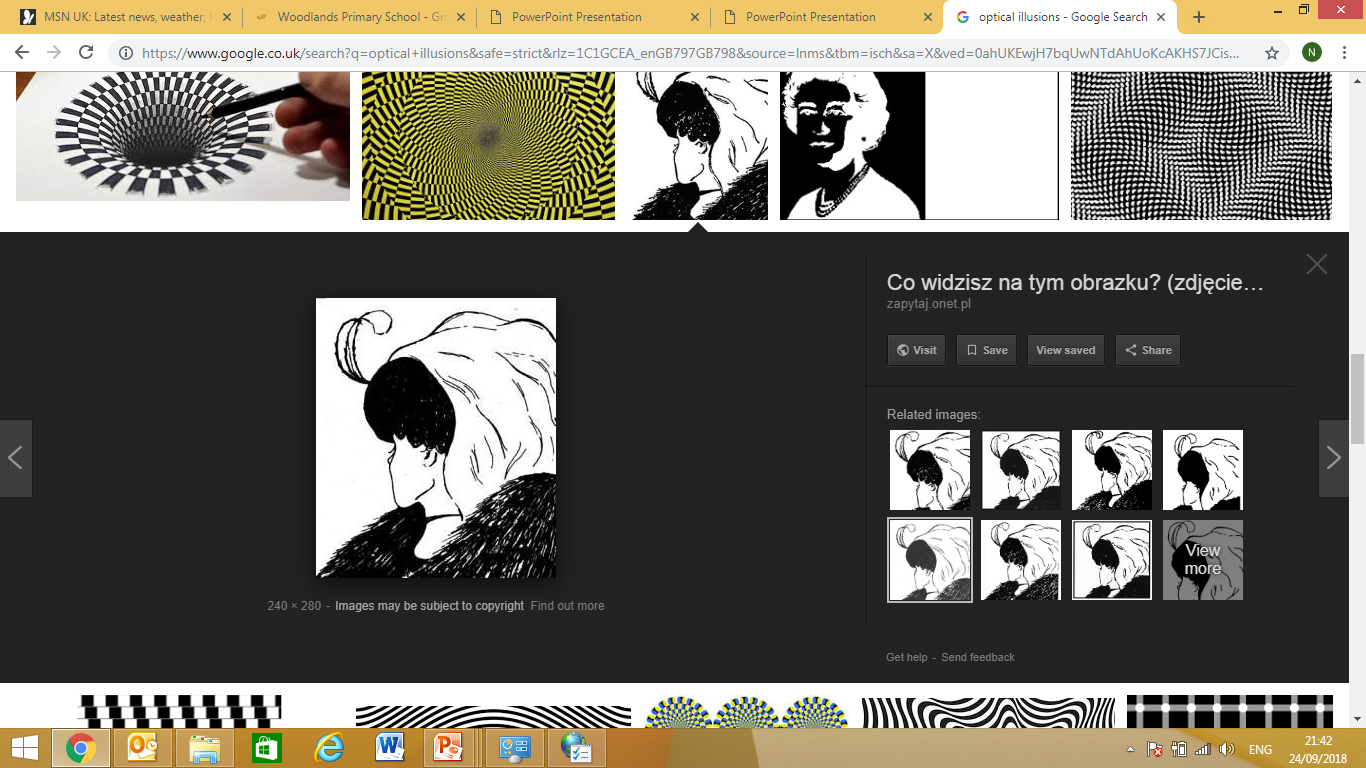 MSN UK: Latest news, weather,
Woodlands Primary School - Gr
PowerPoint Presentation
PowerPoint Presentation
optical illusions - Google Search
https://www.google.co.uk/search?q=optical+illusions&safe=strict&rlz=1C1GCEA_enGB797GB798&source=lnms&tbm=isch&sa=X&ved=0ahUKEwjH7bqUwNTdAhUoKcAKHS7JCis...
N
Co widzisz na tym obrazku? (zdjęcie…
zapytaj.onet.pl
Visit
Save
View saved
Share
Related images:
View
more
240 × 280 - Images may be subject to copyright Find out more
Get help - Send feedback
ENG
21:42
24/09/2018